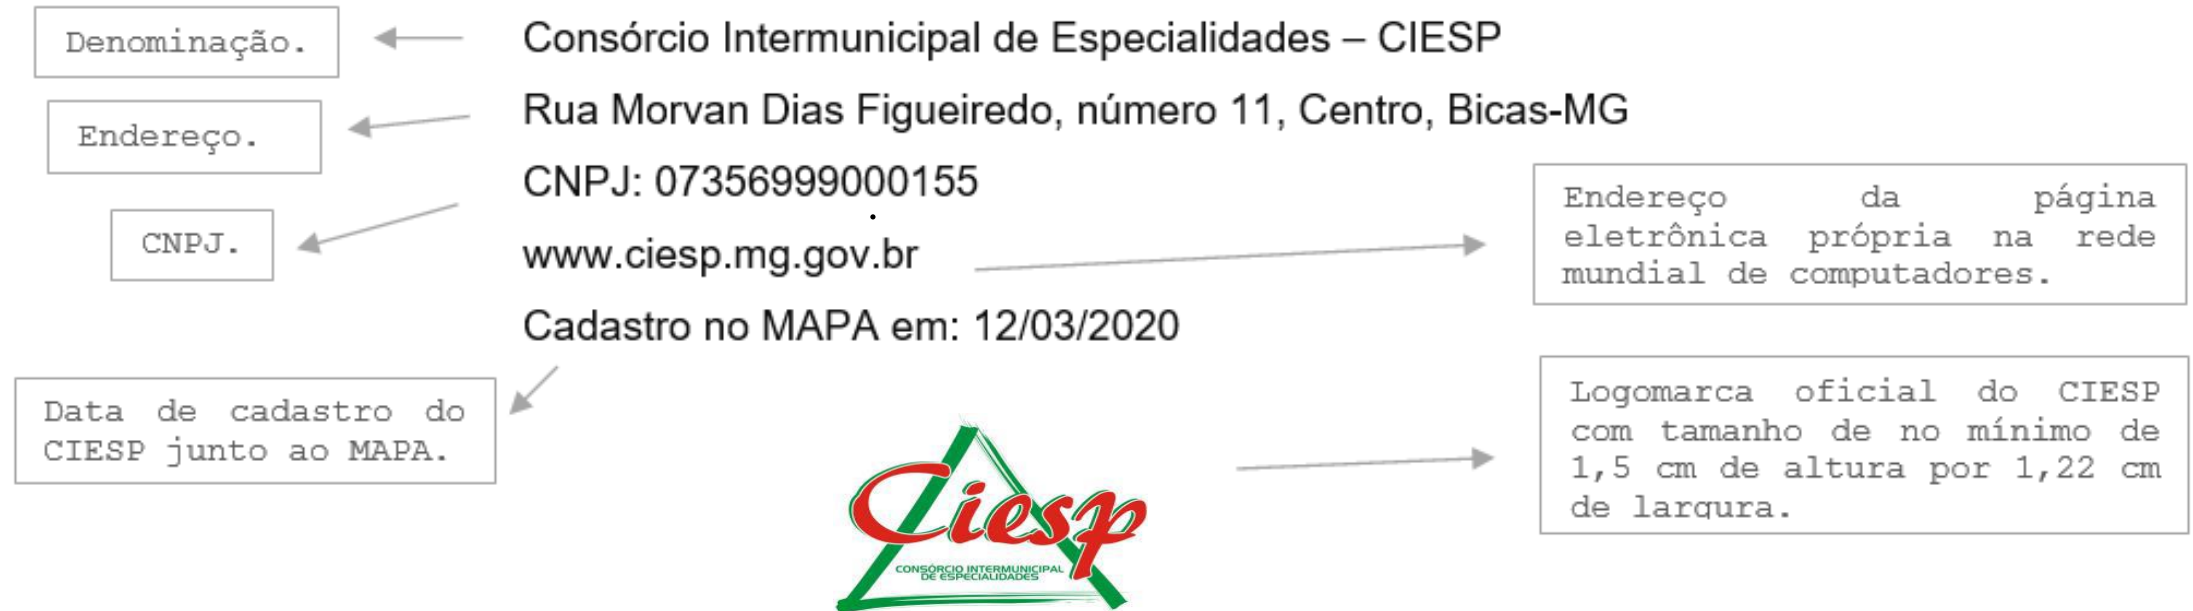 Denominação.
Consórcio Intermunicipal de Especialidades – CIESP
Endereço.
Rua Morvan Dias Figueiredo, número 11, Centro, Bicas-MG
CNPJ.
CNPJ: 07356999000155
www.ciesp.mg.gov.br
Endereço da página
eletrônica própria na rede
mundial de computadores.
Cadastro no MAPA em: 12/03/2020
Data de cadastro do
CIESP junto ao MAPA.
Logomarca oficial do CIESP
com tamanho de no mínimo de
1,5 cm de altura por 1,22 cm
de largura.
Ciesp
CONSÓRCIO INTERMUNICIPAL
DE ESPECIALIDADES